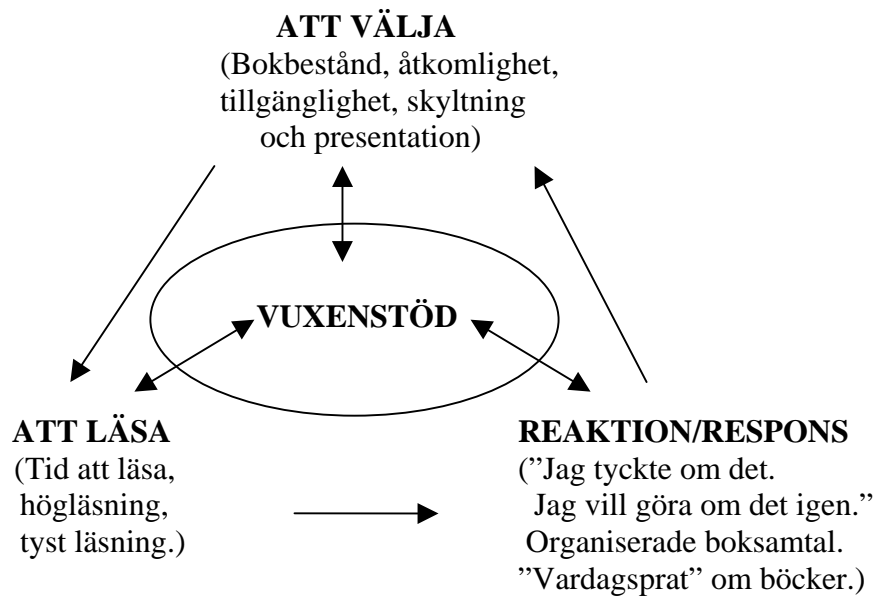 ATT VÄLJA
(Bokbestånd, åtkomlighet,
tillgänglighet, skyltning
och presentation)
VUXENSTÖD
ATT LÄSA
(Tid att läsa,
högläsning,
tyst läsning.)
REAKTION/RESPONS
(”Jag tyckte om det.
Jag vill göra om det igen.”
Organiserade boksamtal.
”Vardagsprat” om böcker.)